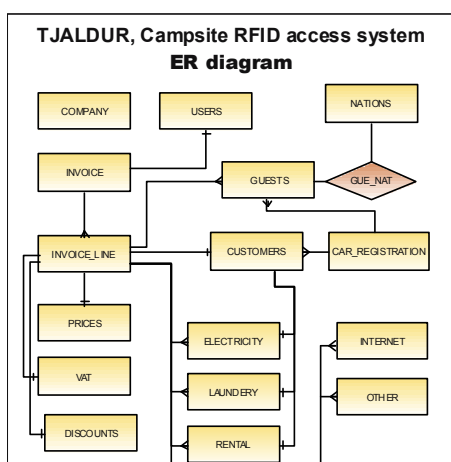 TJALDUR, Campsite RFID access system
ER diagram
COMPANY
USERS
NATIONS
INVOICE
GUESTS
GUE_NAT
INVOICE_LINE
CUSTOMERS
CAR_REGISTRATION
PRICES
ELECTRICITY
INTERNET
VAT
LAUNDERY
OTHER
DISCOUNTS
RENTAL